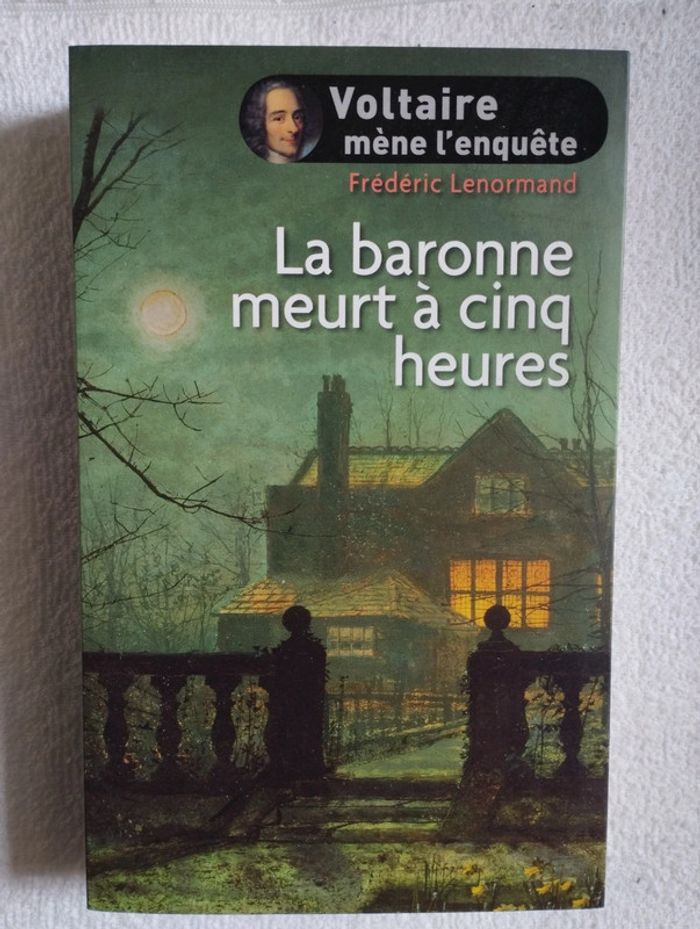 Voltaire
mène l'enquête
Frédéric Lenormand
La baronne
meurt à cinq
heures